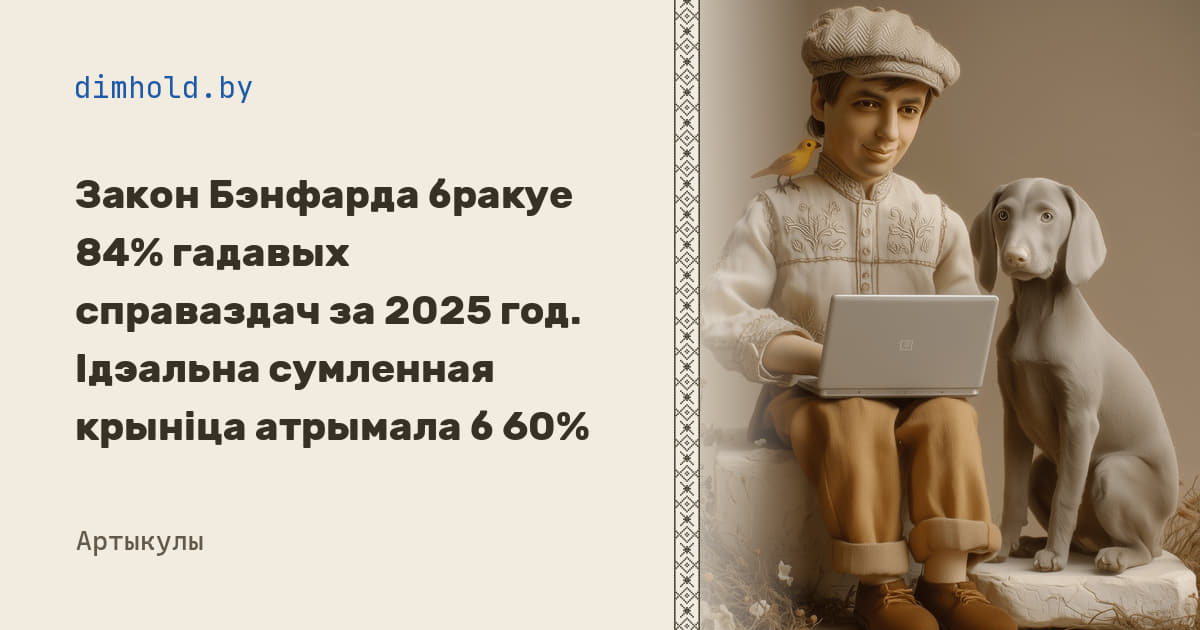 dimhold.by
Закон Бэнфарда бракуе
84% гадавых
справаздач за 2025 год.
Ідэальна сумленная
крыніца атрымала б 60%
Артыкулы